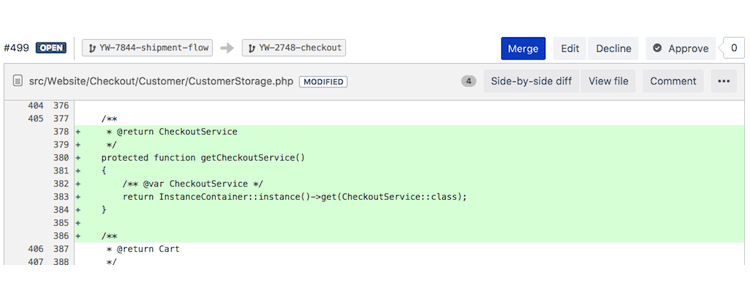 #499 OPEN YW-7844-shipment-flow YW-2748-checkout Merge Edit Decline Approve 0
src/Website/Checkout/Customer/CustomerStorage.php MODIFIED 4 Side-by-side diff View file Comment •••
404 376
405 377 /**
378 + * @return CheckoutService
379 + */
380 + protected function getCheckoutService()
381 + {
382 + /** @var CheckoutService */
383 + return InstanceContainer::instance()->get(CheckoutService::class);
384 + }
385 +
386 + /**
406 387 * @return Cart
407 388 */